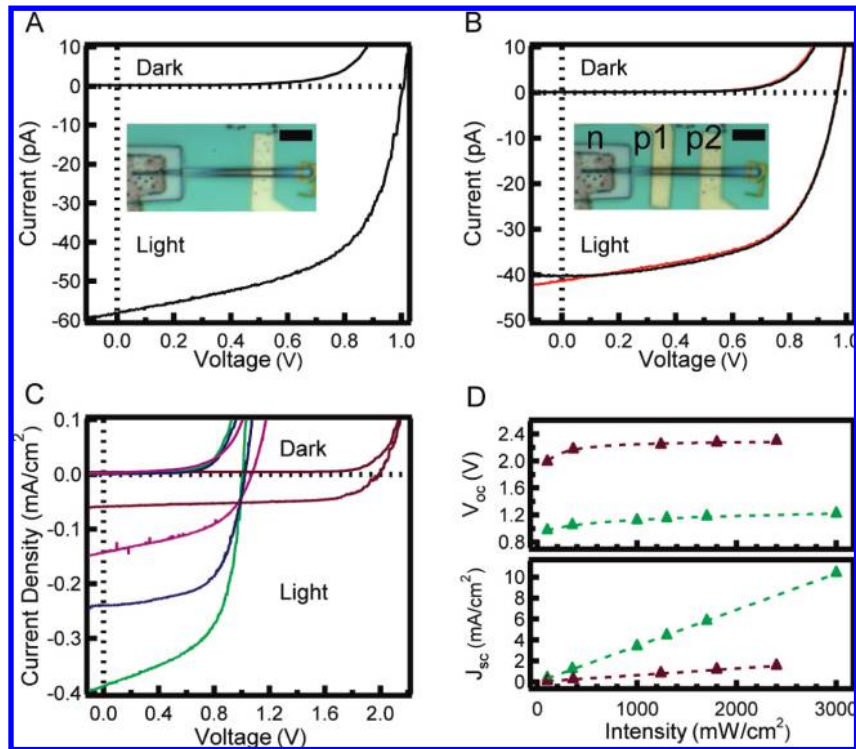 A
10
0
-10
-20
-30
-40
-50
-60
Current (pA)
Dark
Light
0.0 0.2 0.4 0.6 0.8 1.0
Voltage (V)
B
10
0
-10
-20
-30
-40
-50
Current (pA)
Dark
n p1 p2
Light
0.0 0.2 0.4 0.6 0.8 1.0
Voltage (V)
C
0.1
0.0
-0.1
-0.2
-0.3
-0.4
Current Density (mA/cm²)
Dark
Light
0.0 0.4 0.8 1.2 1.6 2.0
Voltage (V)
D
2.4
2.0
1.6
1.2
0.8
Voc (V)
10
8
6
4
2
0
Jsc (mA/cm²)
0 1000 2000 3000
Intensity (mW/cm²)